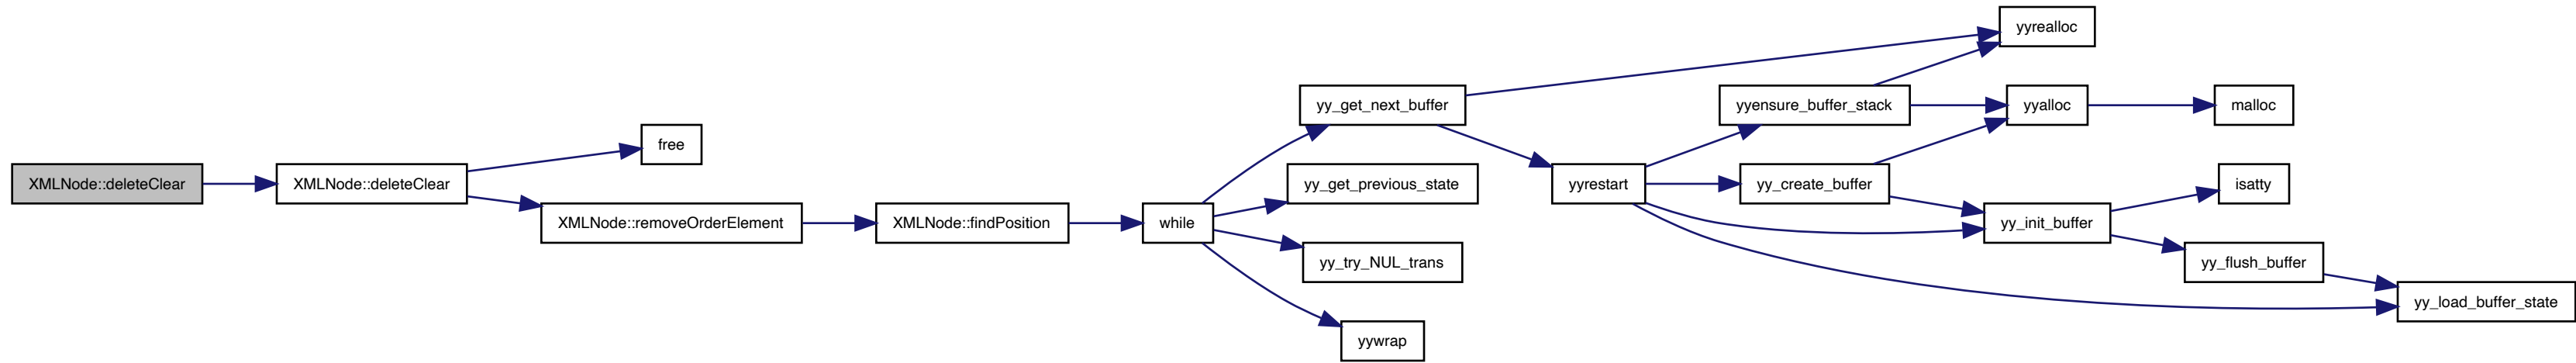 XMLNode::deleteClear
XMLNode::deleteClear
free
XMLNode::removeOrderElement
XMLNode::findPosition
while
yy_get_next_buffer
yy_get_previous_state
yy_try_NUL_trans
yywrap
yyrestart
yyensure_buffer_stack
yy_create_buffer
yyrealloc
yyalloc
yy_init_buffer
malloc
isatty
yy_flush_buffer
yy_load_buffer_state